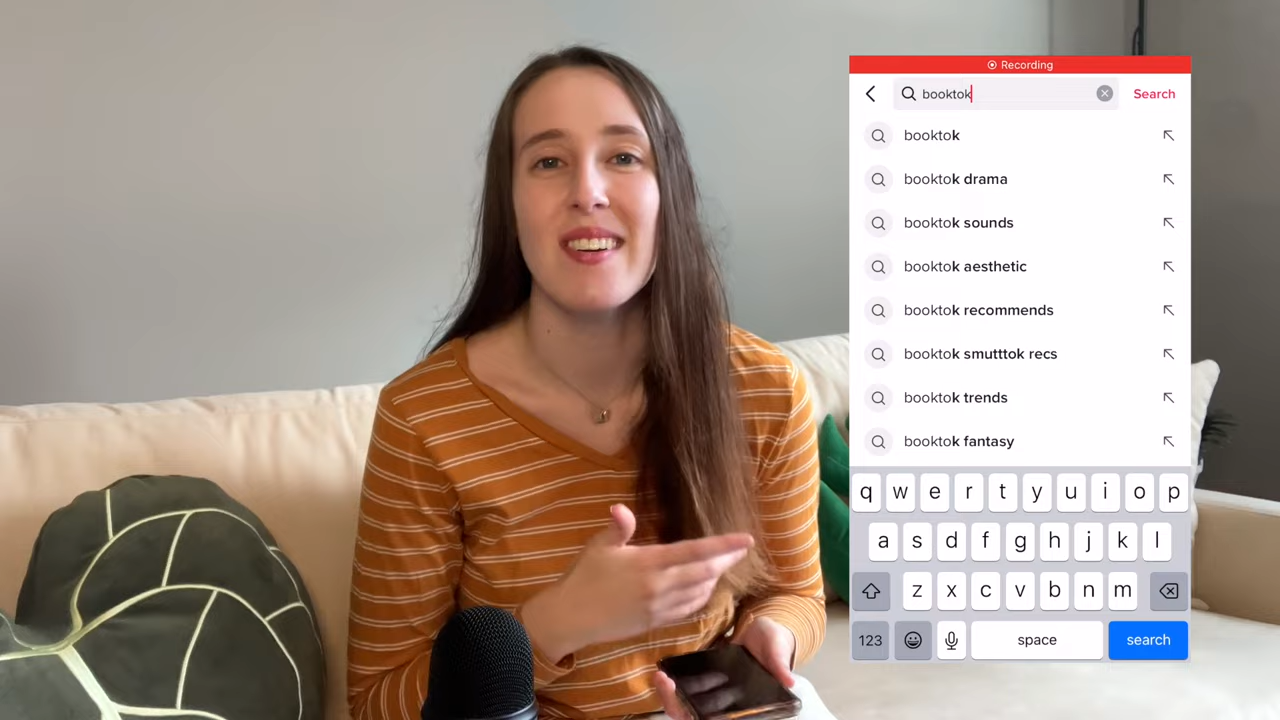 Recording
booktok
Search
booktok
booktok drama
booktok sounds
booktok aesthetic
booktok recommends
booktok smutttok recs
booktok trends
booktok fantasy
q w e r t y u i o p
a s d f g h j k l
z x c v b n m
123 space search